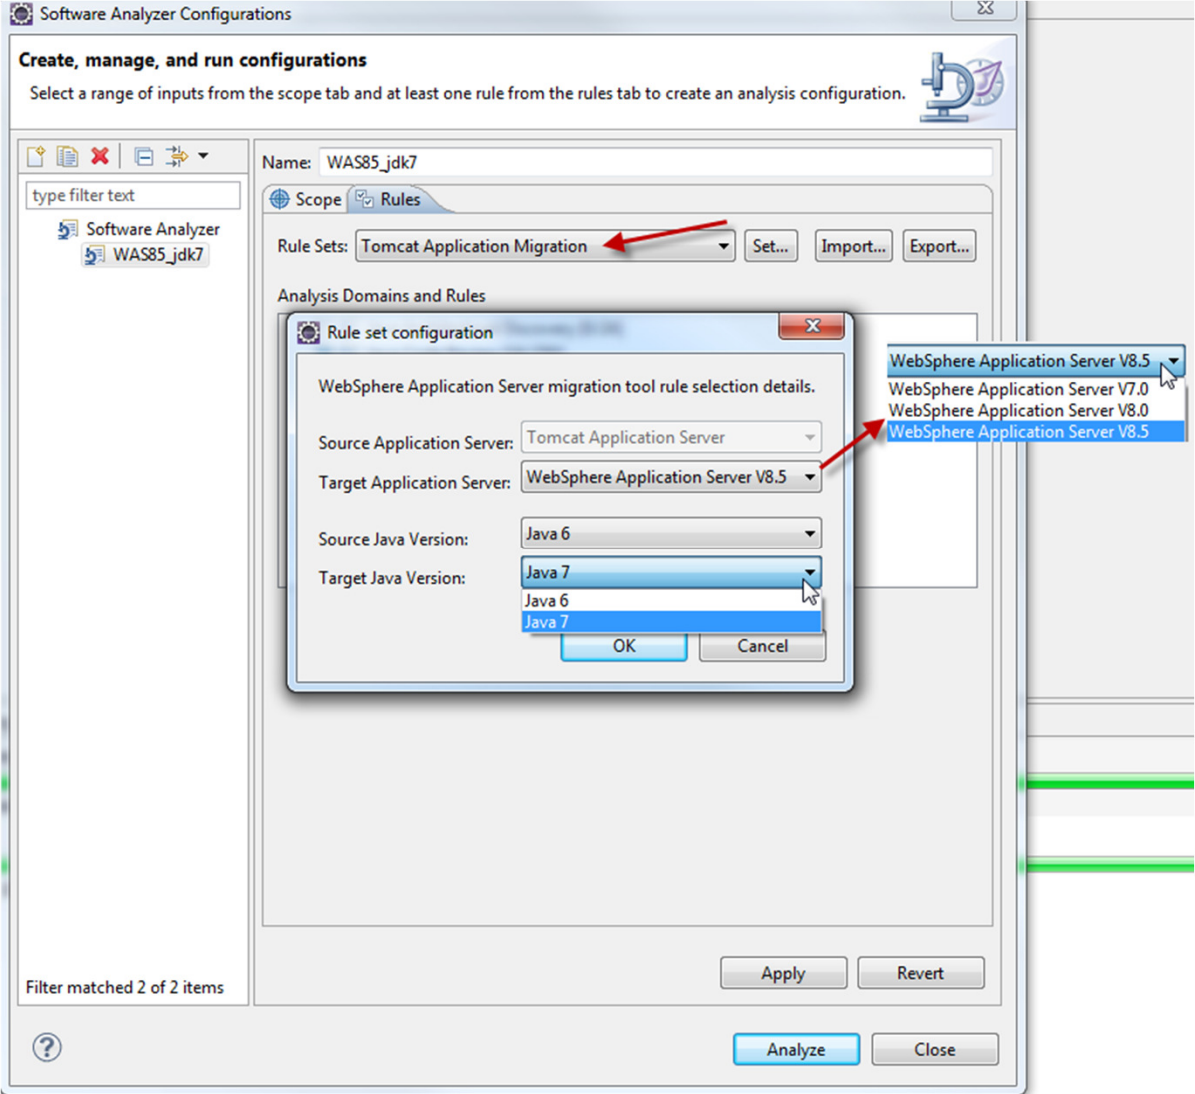 Software Analyzer Configurations
Create, manage, and run configurations
Select a range of inputs from the scope tab and at least one rule from the rules tab to create an analysis configuration.
type filter text
Software Analyzer
WAS85_jdk7
Filter matched 2 of 2 items
Name: WAS85_jdk7
Scope Rules
Rule Sets: Tomcat Application Migration Set... Import... Export...
Analysis Domains and Rules
Rule set configuration
WebSphere Application Server migration tool rule selection details.
Source Application Server: Tomcat Application Server
Target Application Server: WebSphere Application Server V8.5
Source Java Version: Java 6
Target Java Version: Java 7
Java 6
Java 7
OK Cancel
WebSphere Application Server V8.5
WebSphere Application Server V7.0
WebSphere Application Server V8.0
WebSphere Application Server V8.5
Apply Revert
Analyze Close